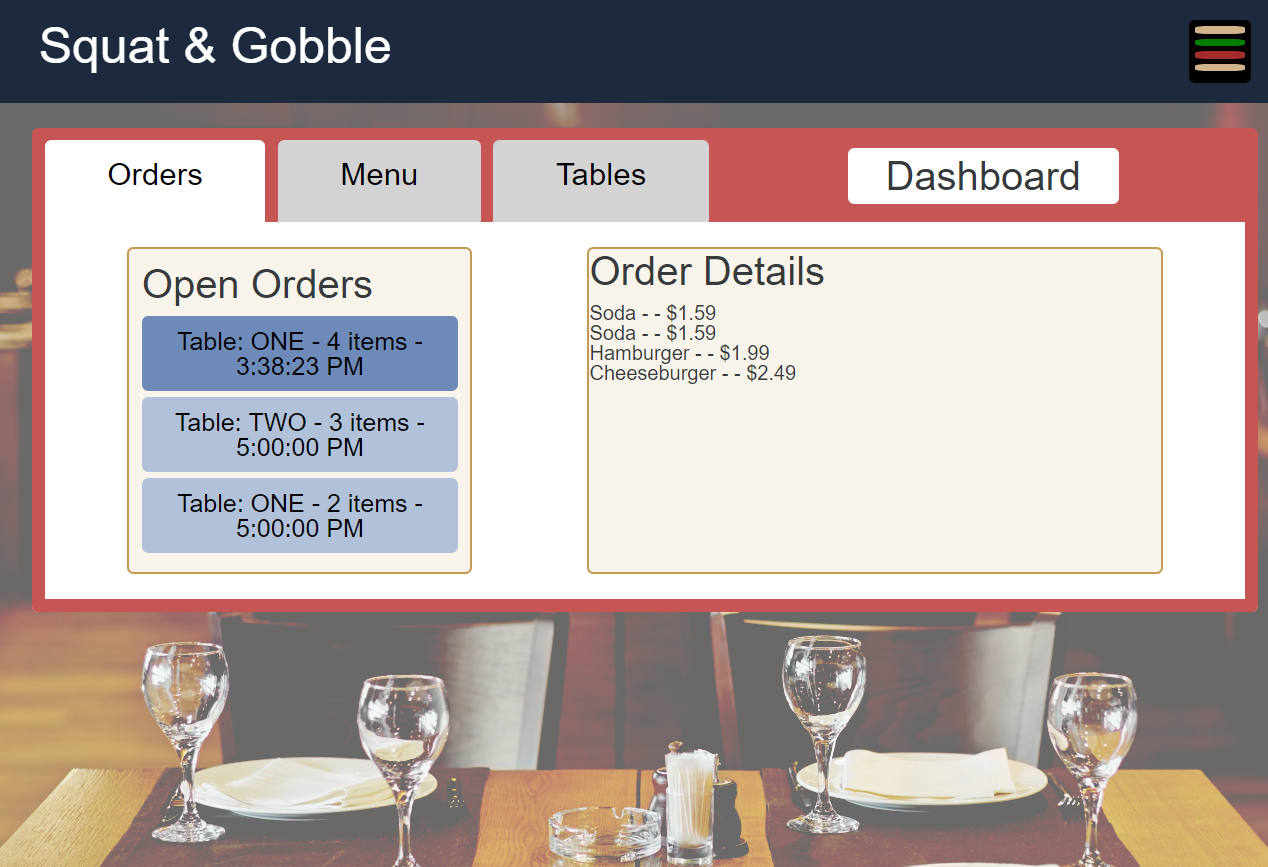 Squat & Gobble
Orders
Menu
Tables
Dashboard
Open Orders
Table: ONE - 4 items -
3:38:23 PM
Table: TWO - 3 items -
5:00:00 PM
Table: ONE - 2 items -
5:00:00 PM
Order Details
Soda - - $1.59
Soda - - $1.59
Hamburger - - $1.99
Cheeseburger - - $2.49